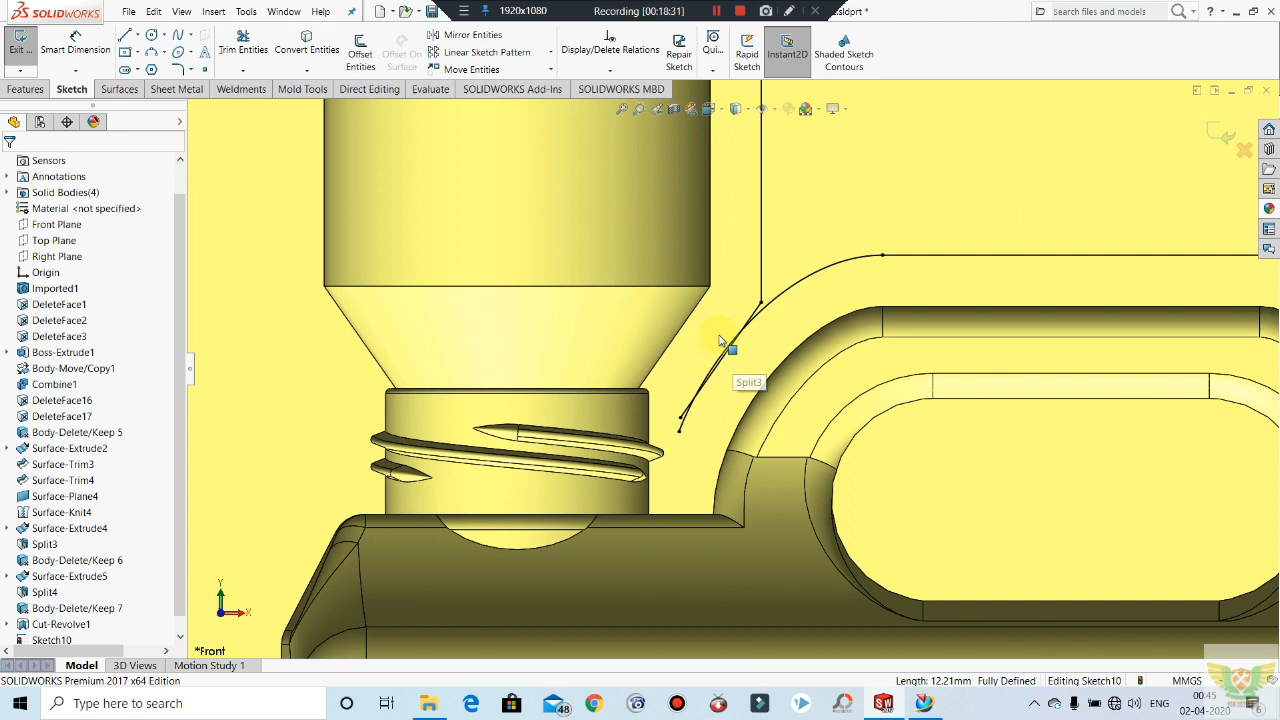 SOLIDWORKS
File Edit View Insert Tools Window Help
1920x1080 Recording [00:18:31]
esldprt *
Search files and models
Exit ...
Smart Dimension
Trim Entities
Convert Entities
Offset Entities
Offset On Surface
Mirror Entities
Linear Sketch Pattern
Move Entities
Display/Delete Relations
Repair Sketch
Qui...
Rapid Sketch
Instant2D
Shaded Sketch Contours
Features Sketch Surfaces Sheet Metal Weldments Mold Tools Direct Editing Evaluate SOLIDWORKS Add-Ins SOLIDWORKS MBD
Sensors
Annotations
Solid Bodies(4)
Material <not specified>
Front Plane
Top Plane
Right Plane
Origin
Imported1
DeleteFace1
DeleteFace2
DeleteFace3
Boss-Extrude1
Body-Move/Copy1
Combine1
DeleteFace16
DeleteFace17
Body-Delete/Keep 5
Surface-Extrude2
Surface-Trim3
Surface-Trim4
Surface-Plane4
Surface-Knit4
Surface-Extrude4
Split3
Body-Delete/Keep 6
Surface-Extrude5
Split4
Body-Delete/Keep 7
Cut-Revolve1
Sketch10
Split3
Y
X
*Front
Model 3D Views Motion Study 1
SOLIDWORKS Premium 2017 x64 Edition
Length: 12.21mm Fully Defined Editing Sketch10 MMGS
Type here to search
48
ENG
00:45
02-04-2020
6